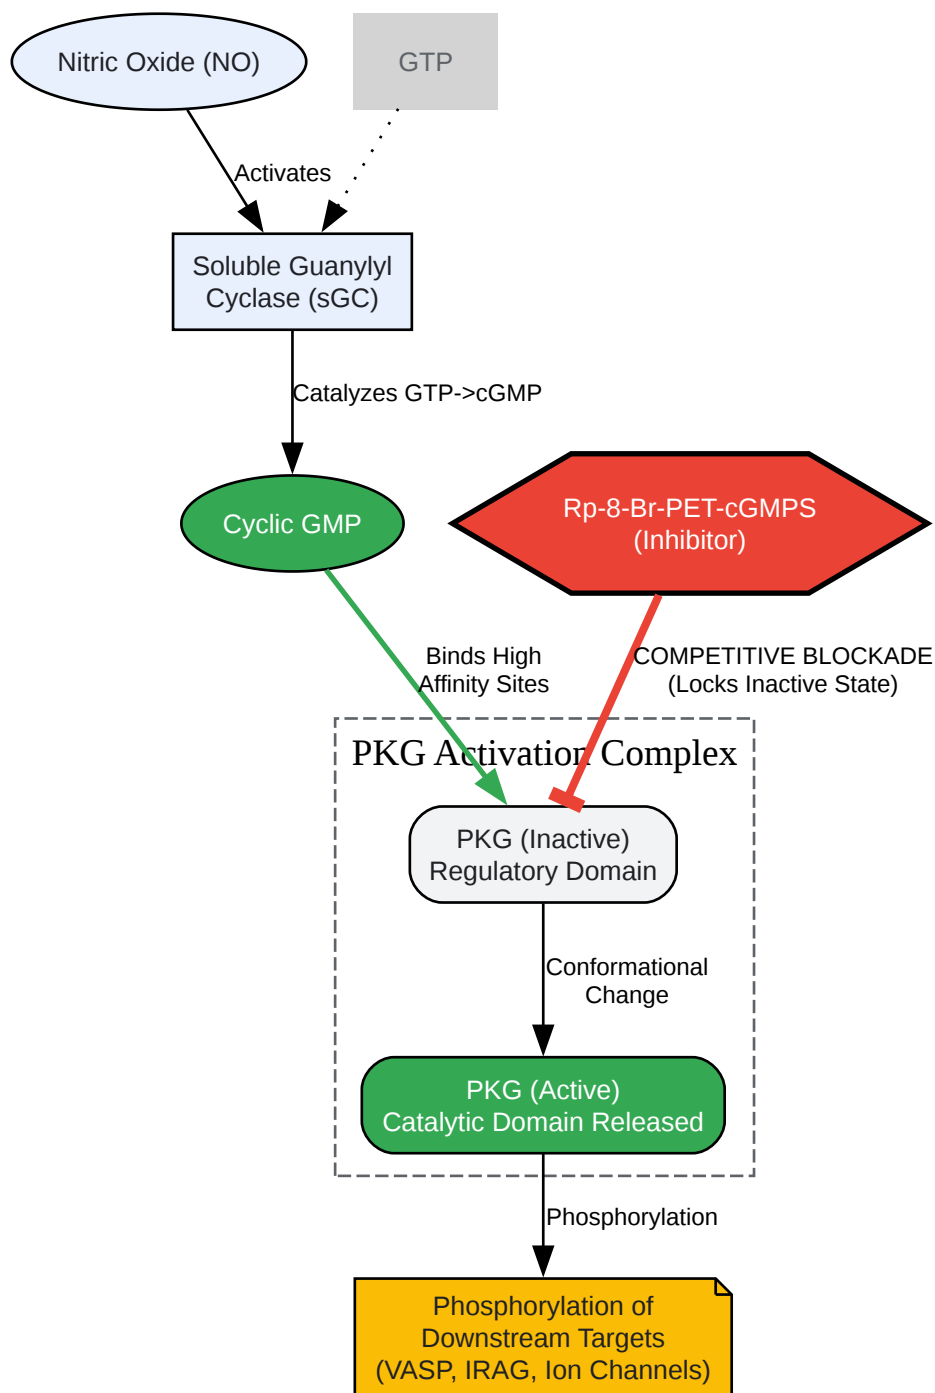 Nitric Oxide (NO)
GTP
Activates
Soluble Guanylyl
Cyclase (sGC)
Catalyzes GTP->cGMP
Cyclic GMP
Rp-8-Br-PET-cGMPS
(Inhibitor)
Binds High
Affinity Sites
COMPETITIVE BLOCKADE
(Locks Inactive State)
PKG Activation Complex
PKG (Inactive)
Regulatory Domain
Conformational
Change
PKG (Active)
Catalytic Domain Released
Phosphorylation
Phosphorylation of
Downstream Targets
(VASP, IRAG, Ion Channels)